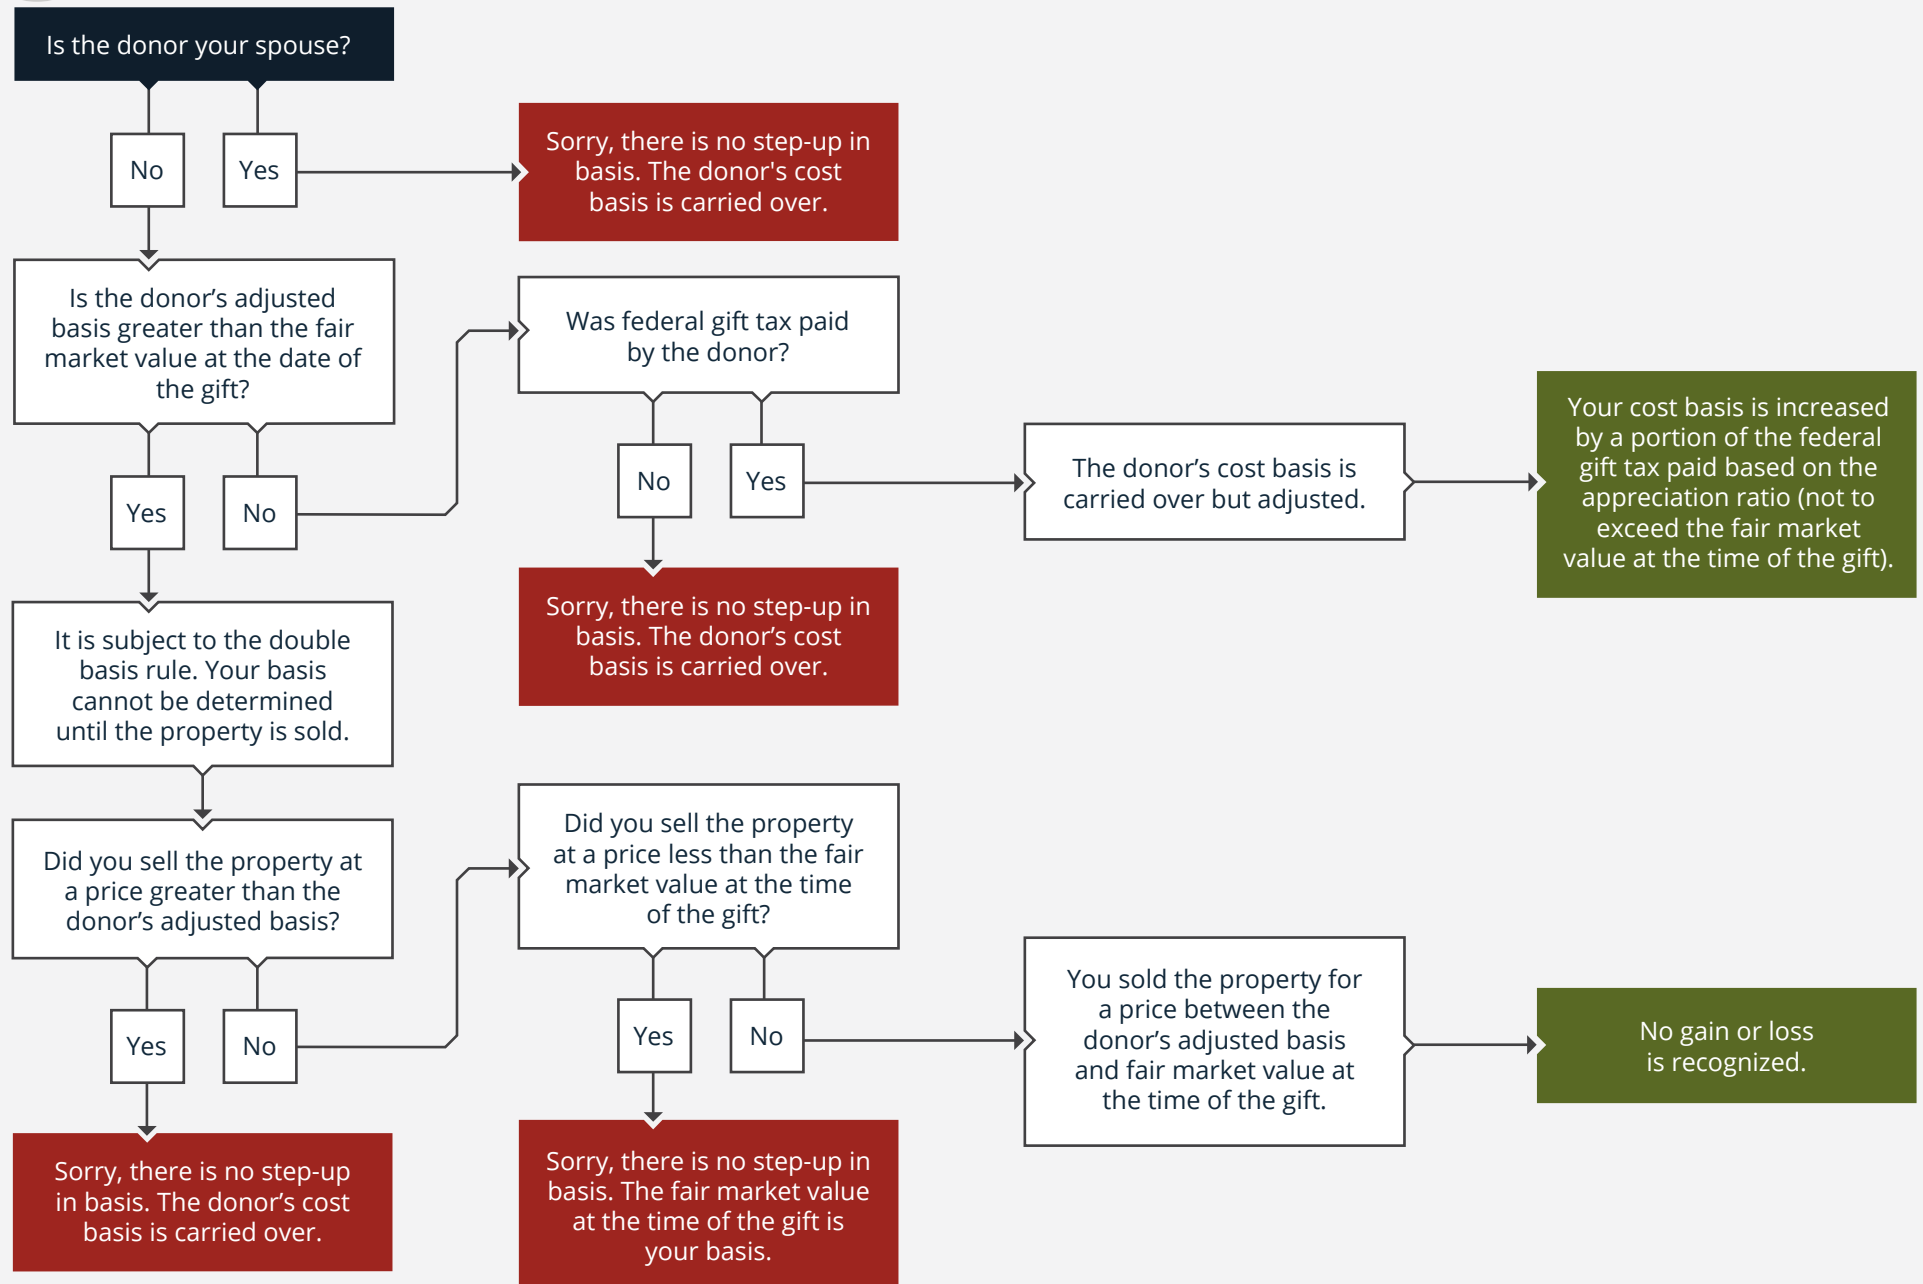 Is the donor your spouse?
No
Yes
Sorry, there is no step-up in
basis. The donor's cost
basis is carried over.
Is the donor’s adjusted
basis greater than the fair
market value at the date of
the gift?
Was federal gift tax paid
by the donor?
Yes
No
No
Yes
The donor’s cost basis is
carried over but adjusted.
Your cost basis is increased
by a portion of the federal
gift tax paid based on the
appreciation ratio (not to
exceed the fair market
value at the time of the gift).
Sorry, there is no step-up in
basis. The donor’s cost
basis is carried over.
It is subject to the double
basis rule. Your basis
cannot be determined
until the property is sold.
Did you sell the property at
a price greater than the
donor’s adjusted basis?
Did you sell the property
at a price less than the fair
market value at the time
of the gift?
Yes
No
Yes
No
You sold the property for
a price between the
donor’s adjusted basis
and fair market value at
the time of the gift.
No gain or loss
is recognized.
Sorry, there is no step-up
in basis. The donor’s cost
basis is carried over.
Sorry, there is no step-up in
basis. The fair market value
at the time of the gift is
your basis.